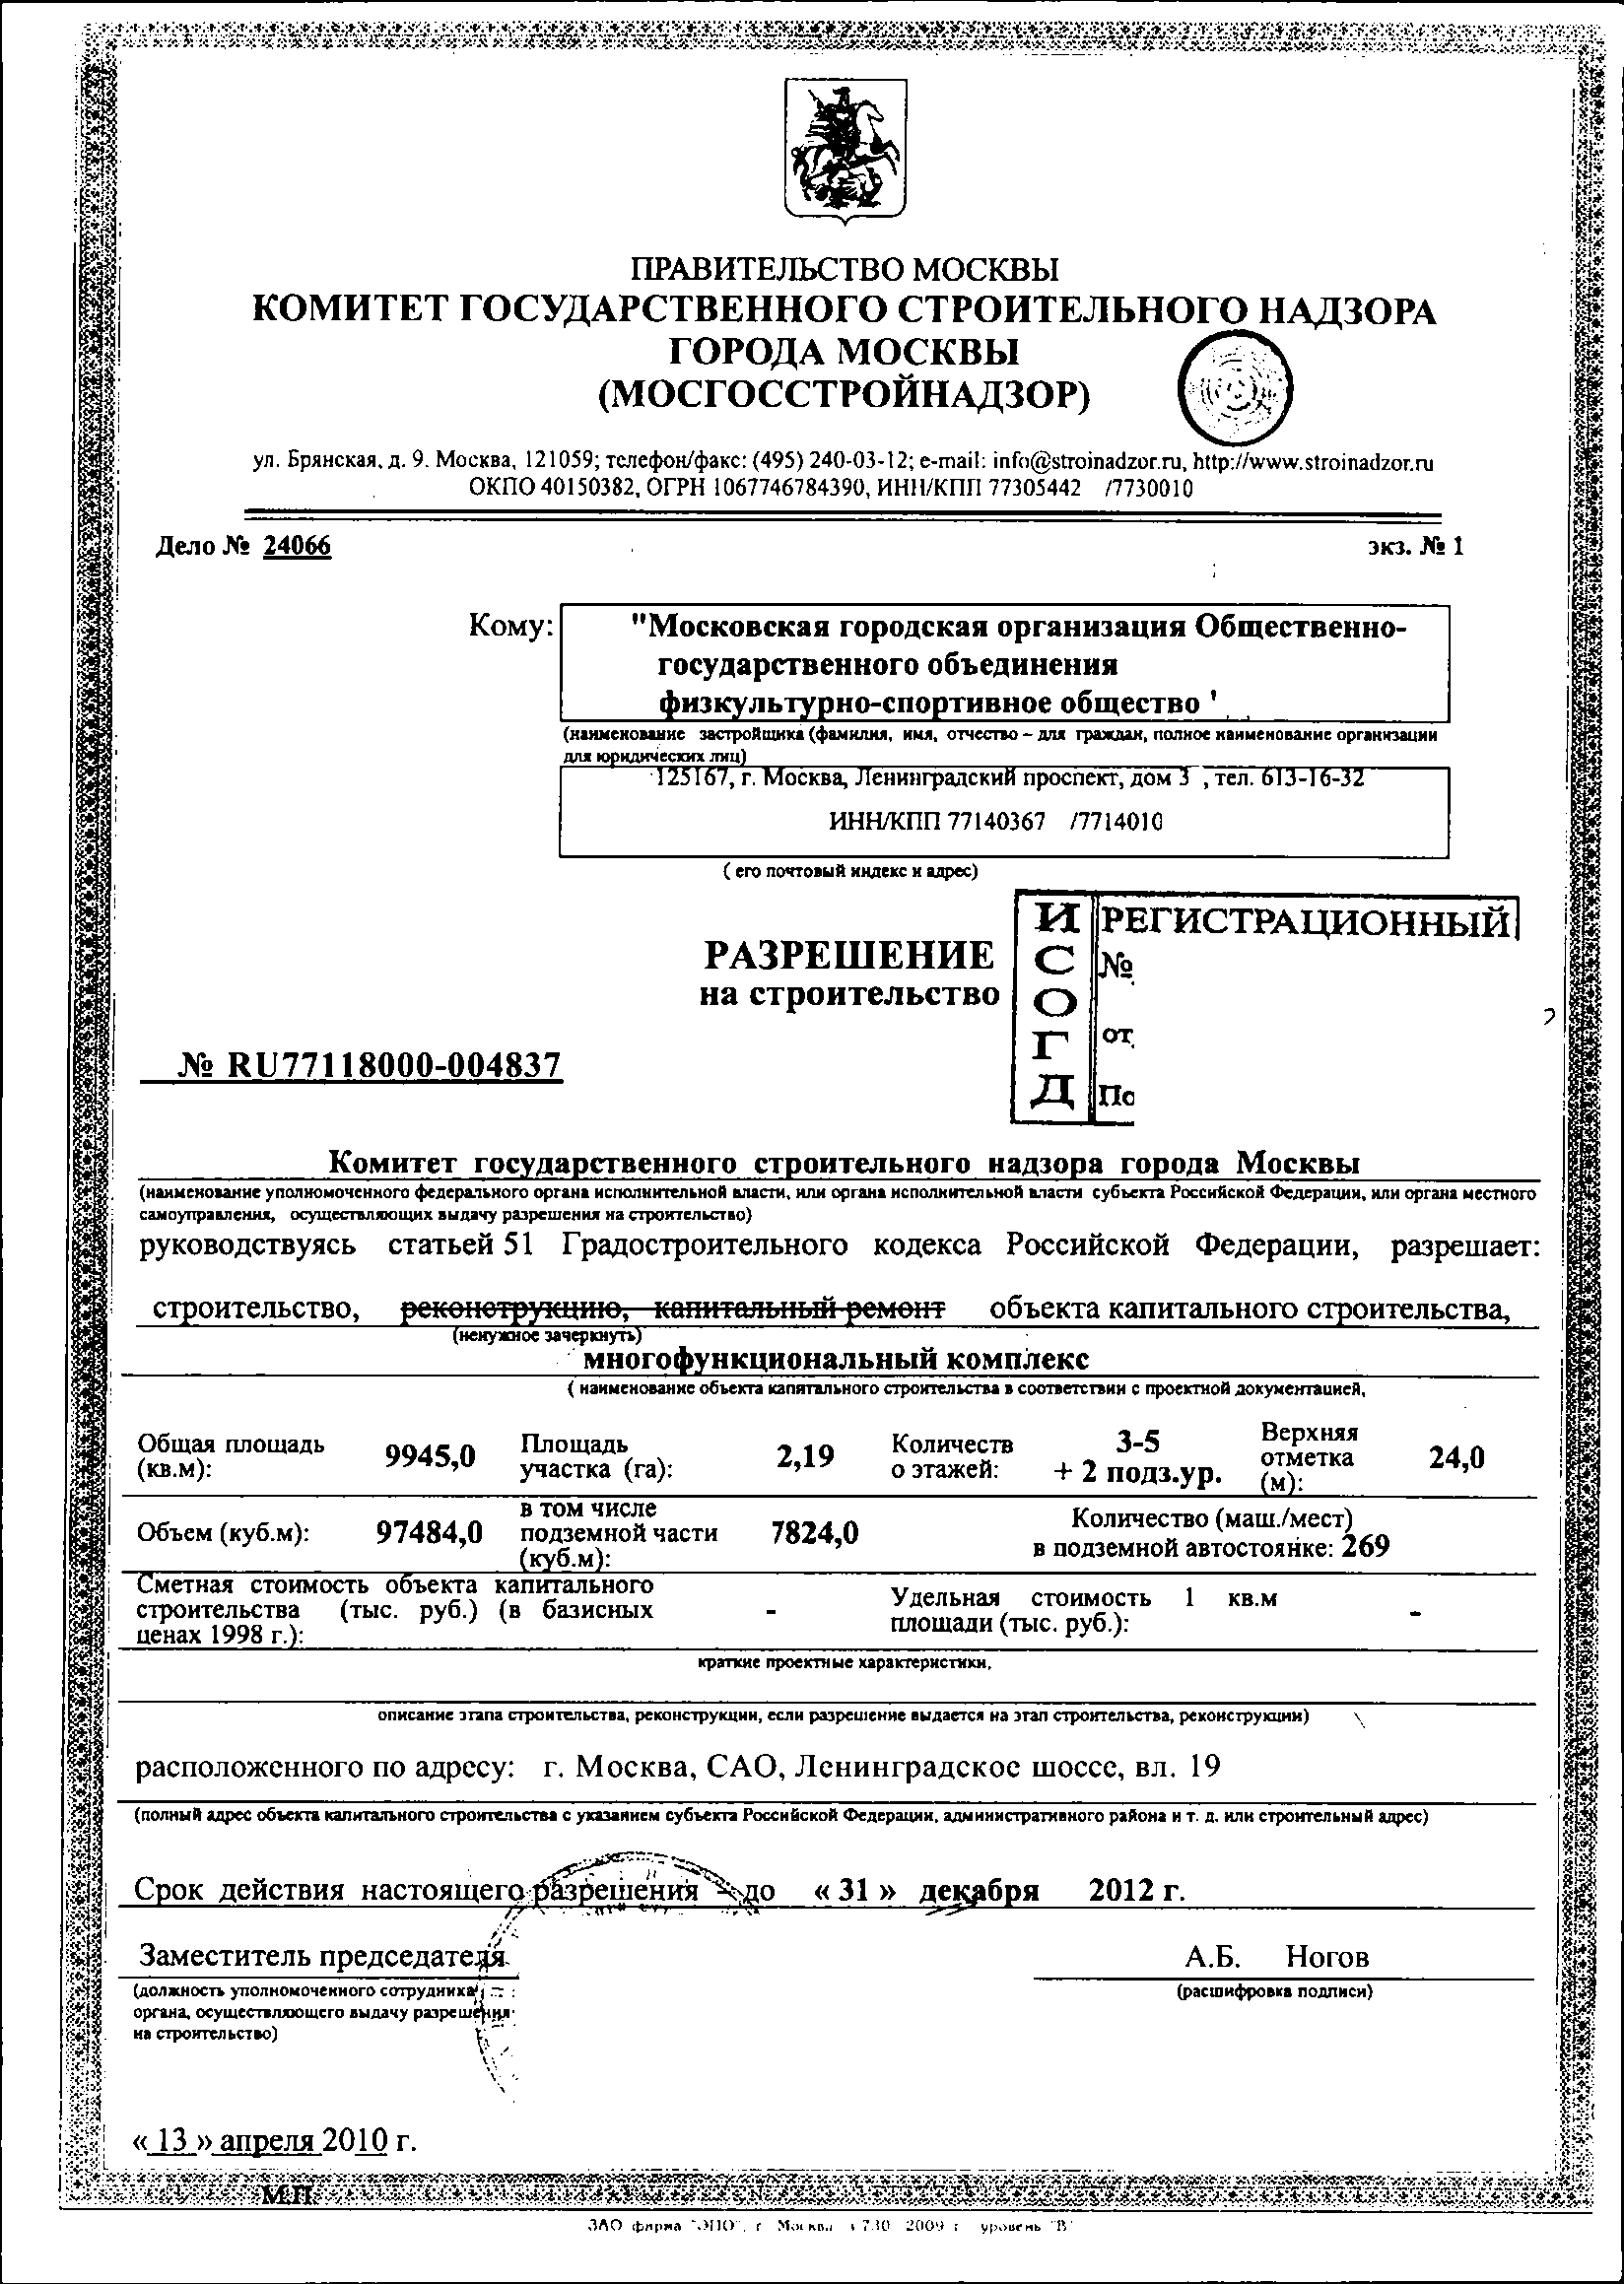 ПРАВИТЕЛЬСТВО МОСКВЫ
КОМИТЕТ ГОСУДАРСТВЕННОГО СТРОИТЕЛЬНОГО НАДЗОРА
ГОРОДА МОСКВЫ
(МОСГОССТРОЙНАДЗОР)
ул. Брянская, д. 9. Москва, 121059; телефон/факс: (495) 240-03-12; e-mail: info@stroinadzor.ru, http://www.stroinadzor.ru
ОКПО 40150382, ОГРН 1067746784390, ИНН/КПП 77305442 /7730010
Дело № 24066
экз. № 1
Кому:
"Московская городская организация Общественно-
государственного объединения
физкультурно-спортивное общество '
(наименование застройщика (фамилия, имя, отчество – для граждан, полное наименование организации
для юридических лиц)
125167, г. Москва, Ленинградский проспект, дом 3 , тел. 613-16-32
ИНН/КПП 77140367 /7714010
( его почтовый индекс и адрес)
РАЗРЕШЕНИЕ
на строительство
ИСОГД
РЕГИСТРАЦИОННЫЙ
№
от
По
№ RU77118000-004837
Комитет государственного строительного надзора города Москвы
(наименование уполномоченного федерального органа исполнительной власти, или органа исполнительной власти субъекта Российской Федерации, или органа местного
самоуправления, осуществляющих выдачу разрешения на строительство)
руководствуясь статьей 51 Градостроительного кодекса Российской Федерации, разрешает:
строительство, реконструкцию, капитальный ремонт объекта капитального строительства,
(ненужное зачеркнуть)
многофункциональный комплекс
( наименование объекта капитального строительства в соответствии с проектной документацией,
Общая площадь
(кв.м):
9945,0
Площадь
участка (га):
2,19
Количеств
о этажей:
3-5
+ 2 подз.ур.
Верхняя
отметка
(м):
24,0
Объем (куб.м):
97484,0
в том числе
подземной части
(куб.м):
7824,0
Количество (маш./мест)
в подземной автостоянке: 269
Сметная стоимость объекта капитального
строительства (тыс. руб.) (в базисных
ценах 1998 г.):
-
Удельная стоимость 1 кв.м
площади (тыс. руб.):
-
краткие проектные характеристики,
описание этапа строительства, реконструкции, если разрешение выдается на этап строительства, реконструкции)
расположенного по адресу: г. Москва, САО, Ленинградское шоссе, вл. 19
(полный адрес объекта капитального строительства с указанием субъекта Российской Федерации, административного района и т. д. или строительный адрес)
Срок действия настоящего разрешения – до « 31 » декабря 2012 г.
Заместитель председателя
А.Б. Ногов
(должность уполномоченного сотрудника
органа, осуществляющего выдачу разрешения
на строительство)
(расшифровка подписи)
« 13 » апреля 2010 г.
М.П.
ЗАО фирма "ЭПО", г. Москва 2009 г. уровень "В"